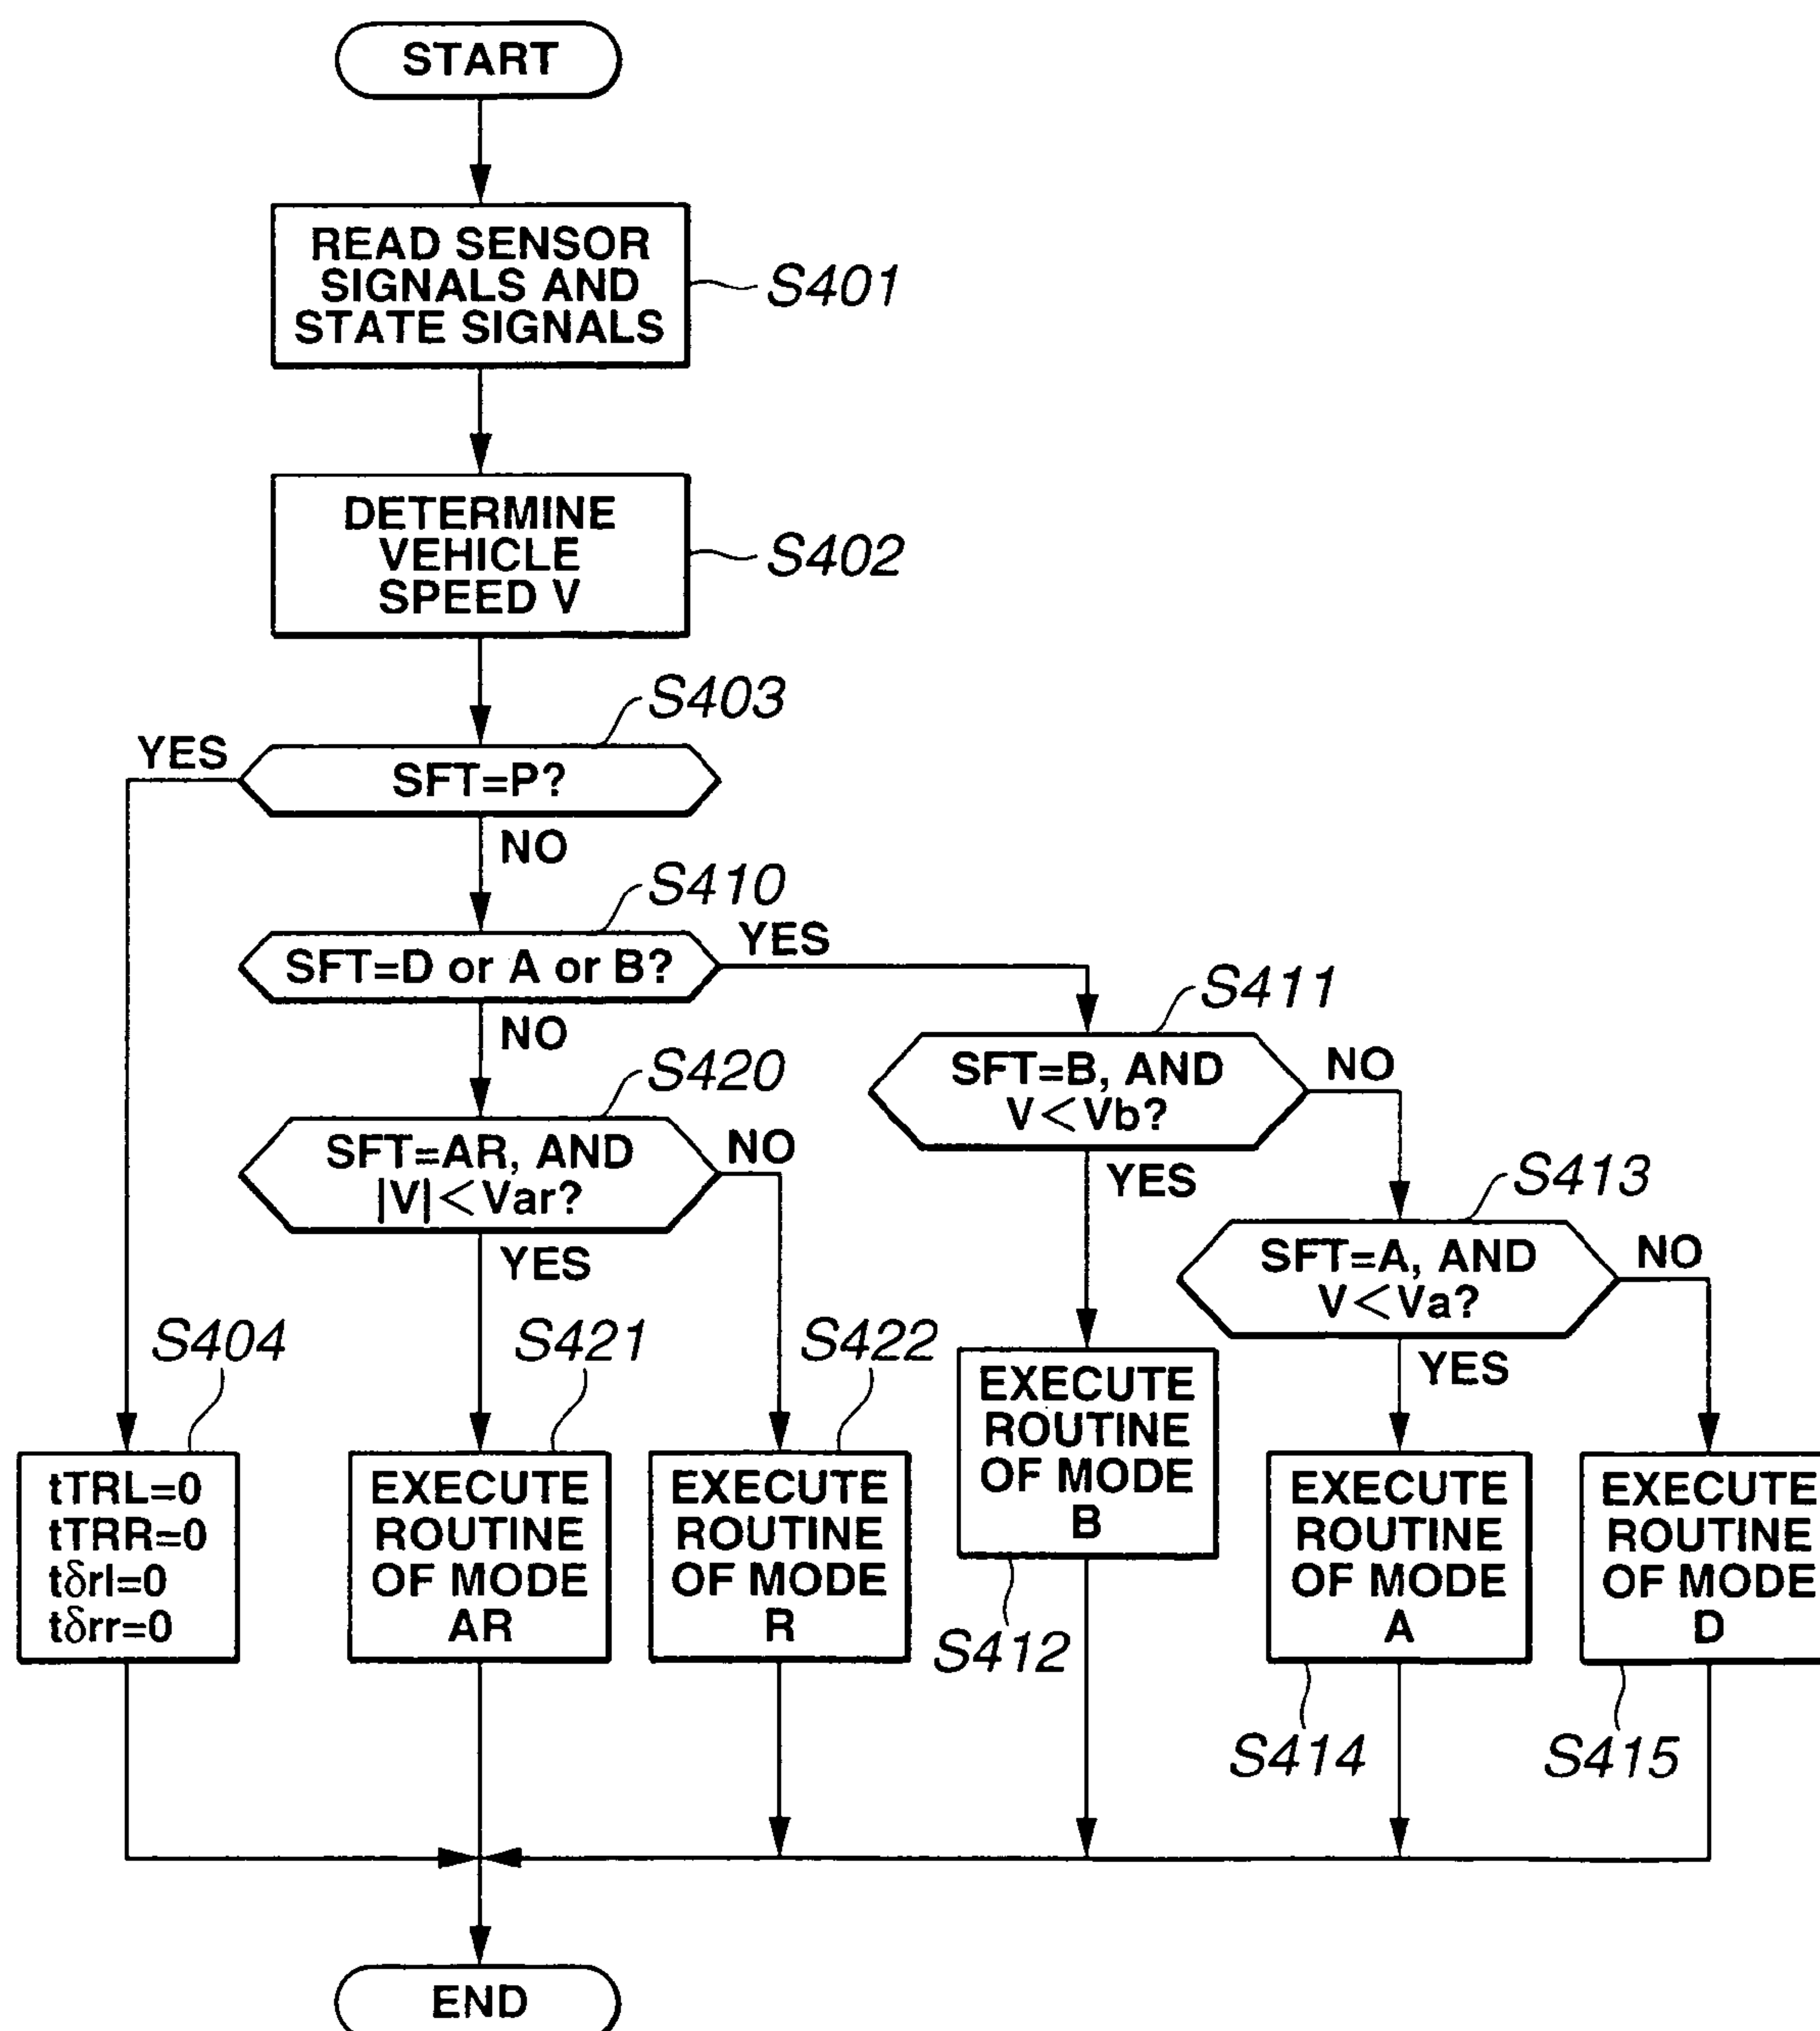 START
READ SENSOR
SIGNALS AND
STATE SIGNALS
S401
DETERMINE
VEHICLE
SPEED V
S402
S403
YES
SFT=P?
NO
S410
SFT=D or A or B?
YES
NO
S411
SFT=B, AND
V<Vb?
NO
YES
S420
SFT=AR, AND
|V|<Var?
NO
YES
S413
SFT=A, AND
V<Va?
NO
YES
S404
tTRL=0
tTRR=0
tδrl=0
tδrr=0
S421
EXECUTE
ROUTINE
OF MODE
AR
S422
EXECUTE
ROUTINE
OF MODE
R
EXECUTE
ROUTINE
OF MODE
B
S412
EXECUTE
ROUTINE
OF MODE
A
S414
EXECUTE
ROUTINE
OF MODE
D
S415
END